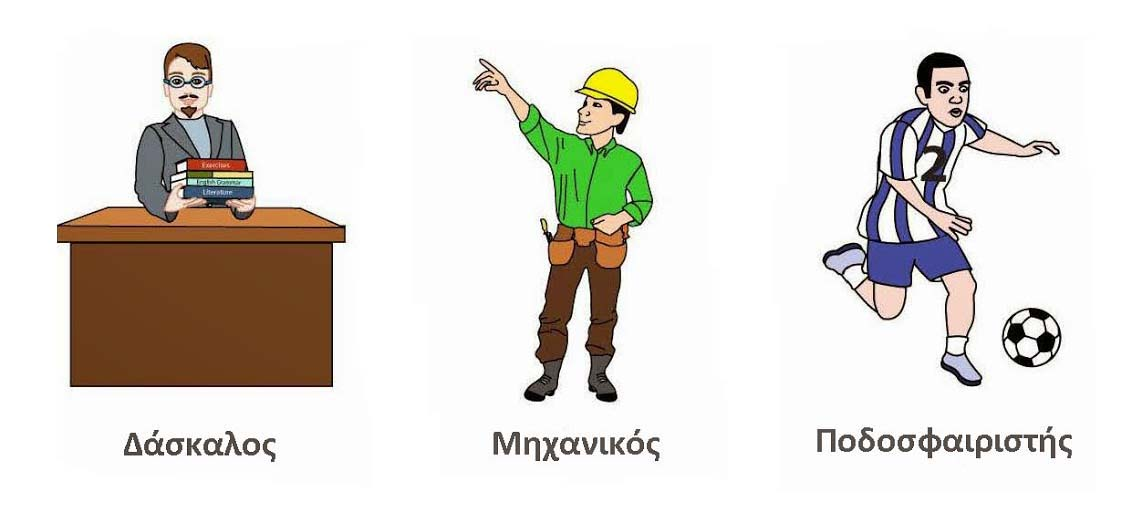 Exercises
English Grammar
Literature
2
Δάσκαλος
Μηχανικός
Ποδοσφαιριστής